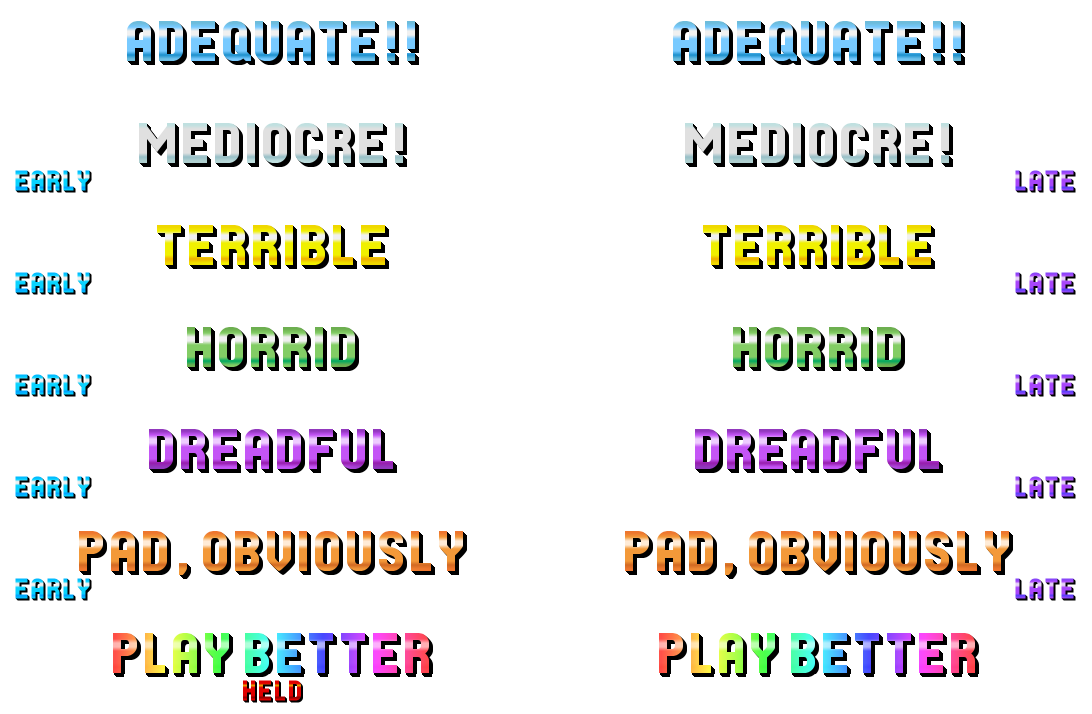 ADEQUATE!! ADEQUATE!!
MEDIOCRE! MEDIOCRE!
EARLY LATE
TERRIBLE TERRIBLE
EARLY LATE
HORRID HORRID
EARLY LATE
DREADFUL DREADFUL
EARLY LATE
PAD, OBVIOUSLY PAD, OBVIOUSLY
EARLY LATE
PLAY BETTER PLAY BETTER
HELD